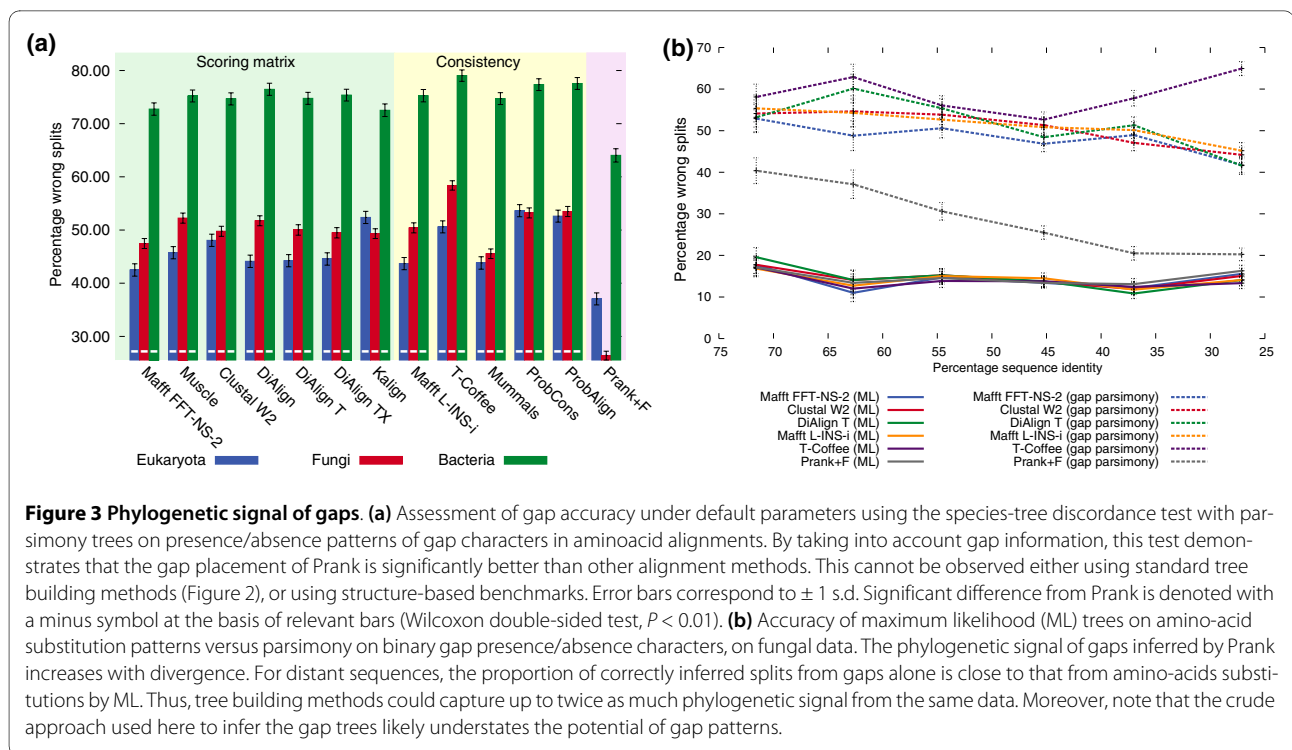 (a)
Scoring matrix
Consistency
Percentage wrong splits
80.00
70.00
60.00
50.00
40.00
30.00
Mafft FFT-NS-2
Muscle
Clustal W2
DiAlign
DiAlign T
DiAlign TX
Kalign
Mafft L-INS-i
T-Coffee
Mummals
ProbCons
ProbAlign
Prank+F
Eukaryota
Fungi
Bacteria
(b)
Percentage wrong splits
70
60
50
40
30
20
10
0
75 70 65 60 55 50 45 40 35 30 25
Percentage sequence identity
Mafft FFT-NS-2 (ML)
Clustal W2 (ML)
DiAlign T (ML)
Mafft L-INS-i (ML)
T-Coffee (ML)
Prank+F (ML)
Mafft FFT-NS-2 (gap parsimony)
Clustal W2 (gap parsimony)
DiAlign T (gap parsimony)
Mafft L-INS-i (gap parsimony)
T-Coffee (gap parsimony)
Prank+F (gap parsimony)
Figure 3 Phylogenetic signal of gaps. (a) Assessment of gap accuracy under default parameters using the species-tree discordance test with par-
simony trees on presence/absence patterns of gap characters in aminoacid alignments. By taking into account gap information, this test demon-
strates that the gap placement of Prank is significantly better than other alignment methods. This cannot be observed either using standard tree
building methods (Figure 2), or using structure-based benchmarks. Error bars correspond to ± 1 s.d. Significant difference from Prank is denoted with
a minus symbol at the basis of relevant bars (Wilcoxon double-sided test, P < 0.01). (b) Accuracy of maximum likelihood (ML) trees on amino-acid
substitution patterns versus parsimony on binary gap presence/absence characters, on fungal data. The phylogenetic signal of gaps inferred by Prank
increases with divergence. For distant sequences, the proportion of correctly inferred splits from gaps alone is close to that from amino-acids substi-
tutions by ML. Thus, tree building methods could capture up to twice as much phylogenetic signal from the same data. Moreover, note that the crude
approach used here to infer the gap trees likely understates the potential of gap patterns.